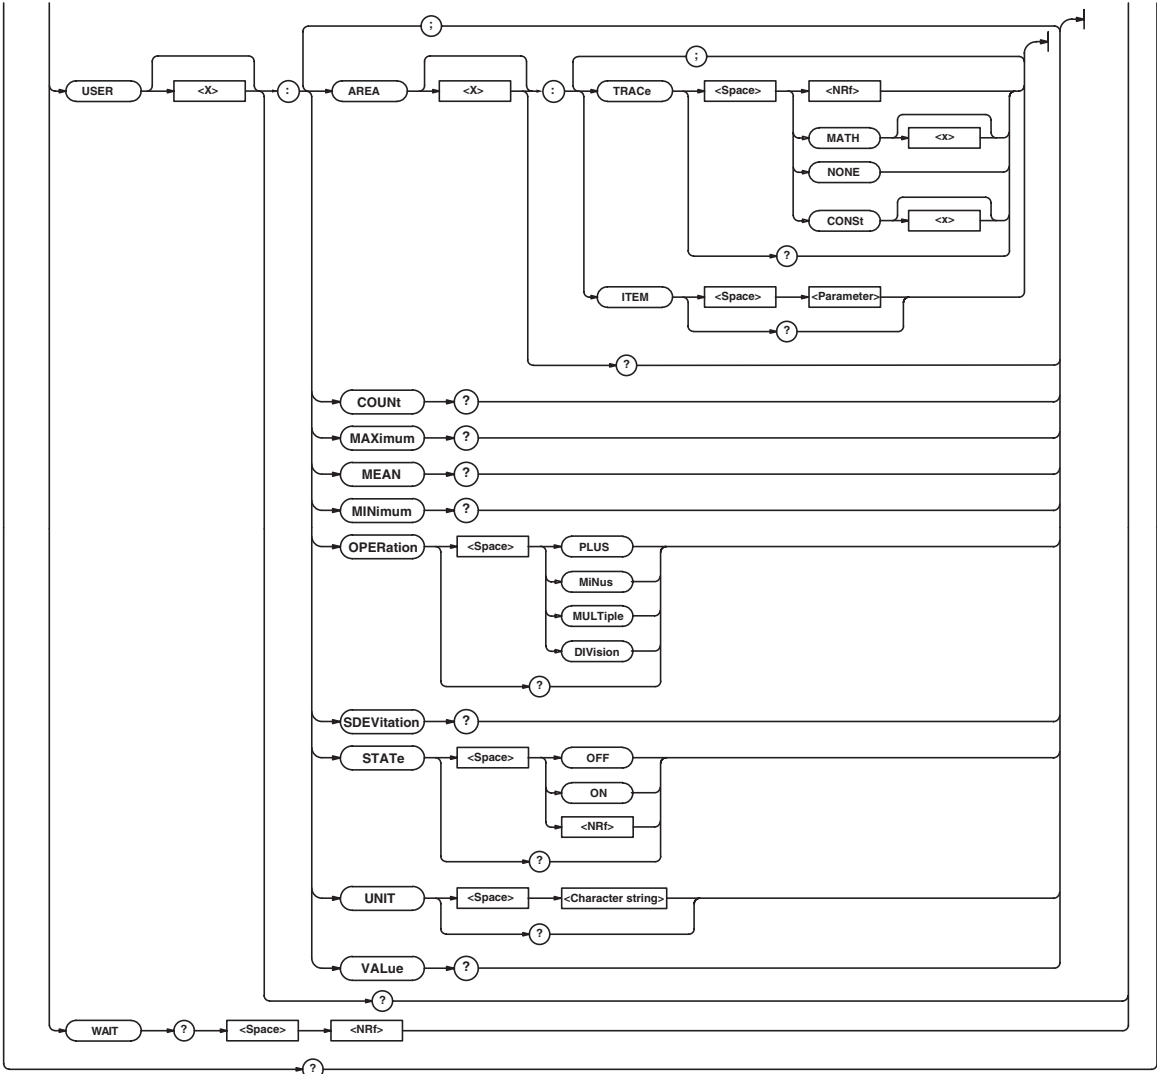 ;
;
USER <X> : AREA <X> : TRACe <Space> <NRf>
MATH <x>
NONE
CONSt <x>
?
ITEM <Space> <Parameter>
?
?
COUNt ?
MAXimum ?
MEAN ?
MINimum ?
OPERation <Space> PLUS
MiNus
MULTiple
DIVision
?
SDEVitation ?
STATe <Space> OFF
ON
<NRf>
?
UNIT <Space> <Character string>
?
VALue ?
?
WAIT ? <Space> <NRf>
?